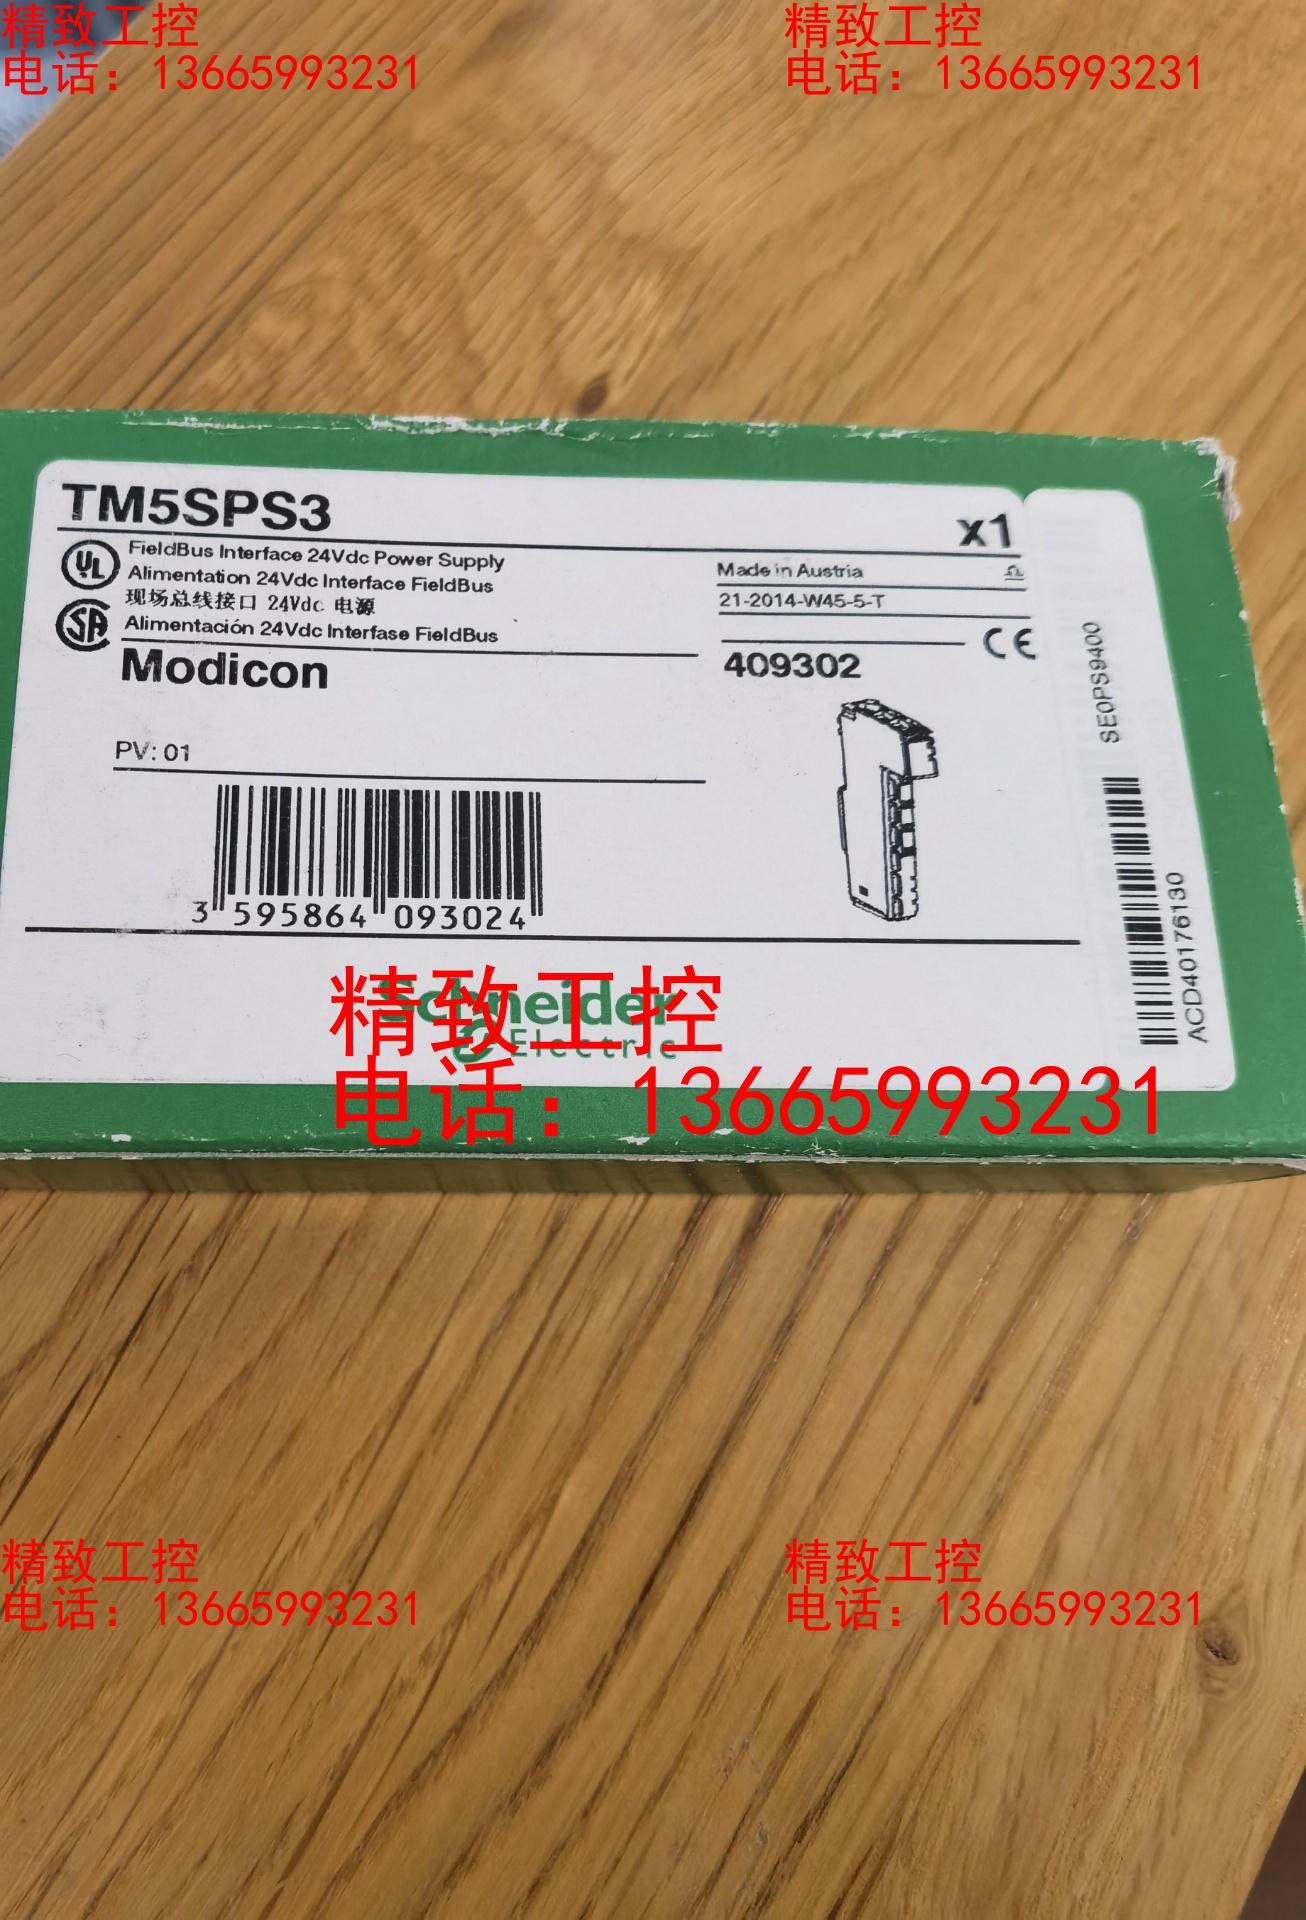 精致工控
电话：13665993231
精致工控
电话：13665993231
TM5SPS3
x1
FieldBus Interface 24Vdc Power Supply
Alimentation 24Vdc Interface FieldBus
现场总线接口 24Vdc 电源
Alimentación 24Vdc Interfase FieldBus
Modicon
Made in Austria
21-2014-W45-5-T
409302
CE
UL
SA
PV: 01
3 595864 093024
SE0PS9400
ACD40176130
Schneider
Electric
精致工控
电话：13665993231
精致工控
电话：13665993231
精致工控
电话：13665993231